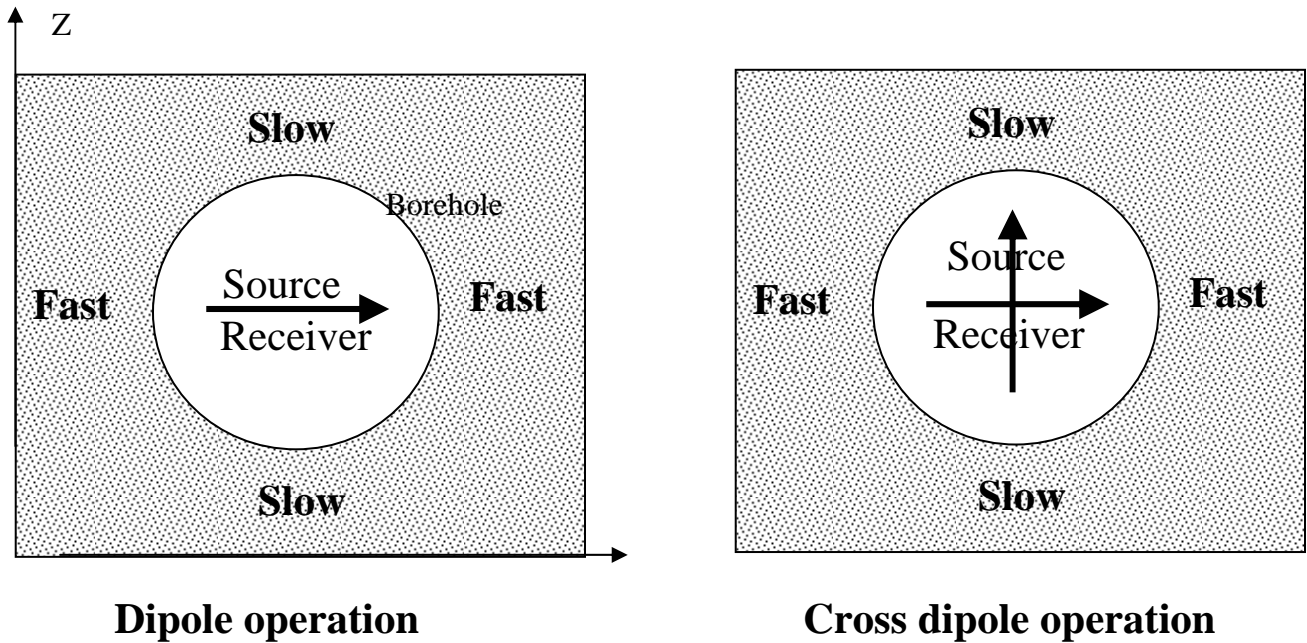 Z
Slow
Borehole
Source
Fast
Fast
Receiver
Slow
Dipole operation
Slow
Source
Fast
Fast
Receiver
Slow
Cross dipole operation